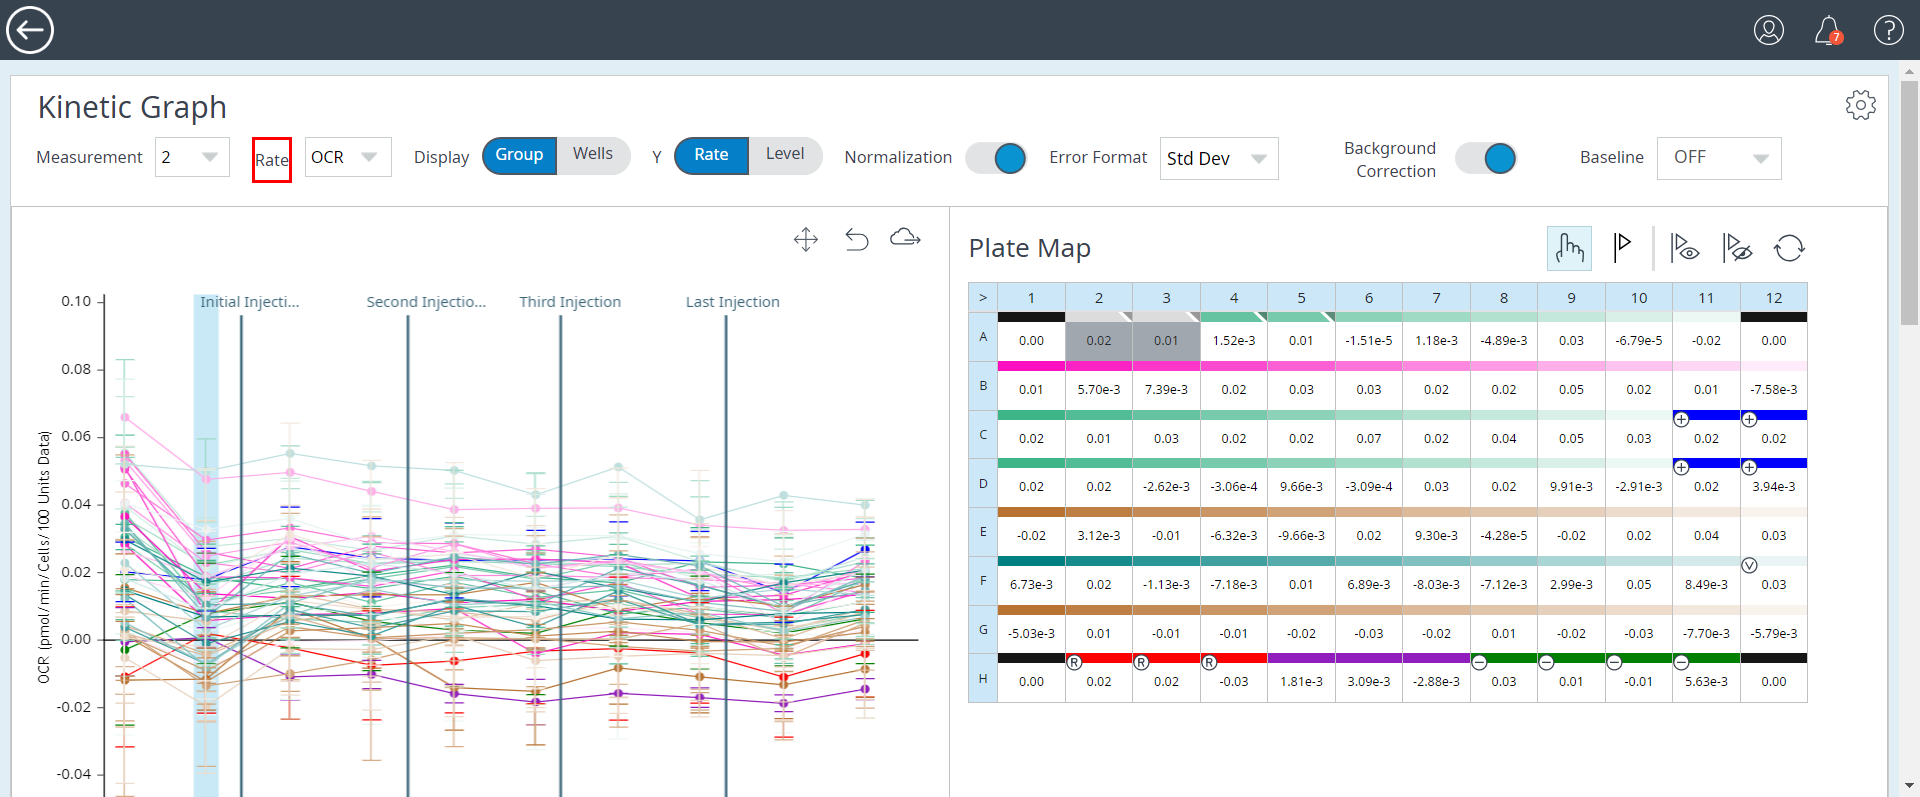 7
?
Kinetic Graph
Measurement 2 Rate OCR Display Group Wells Y Rate Level Normalization Error Format Std Dev Background Correction Baseline OFF
Plate Map
Initial Injecti... Second Injectio... Third Injection Last Injection
OCR (pmol/min/Cells/100 Units Data)
0.10
0.08
0.06
0.04
0.02
0.00
-0.02
-0.04
> 1 2 3 4 5 6 7 8 9 10 11 12
A 0.00 0.02 0.01 1.52e-3 0.01 -1.51e-5 1.18e-3 -4.89e-3 0.03 -6.79e-5 -0.02 0.00
B 0.01 5.70e-3 7.39e-3 0.02 0.03 0.03 0.02 0.02 0.05 0.02 0.01 -7.58e-3
+ +
C 0.02 0.01 0.03 0.02 0.02 0.07 0.02 0.04 0.05 0.03 0.02 0.02
+ +
D 0.02 0.02 -2.62e-3 -3.06e-4 9.66e-3 -3.09e-4 0.03 0.02 9.91e-3 -2.91e-3 0.02 3.94e-3
E -0.02 3.12e-3 -0.01 -6.32e-3 -9.66e-3 0.02 9.30e-3 -4.28e-5 -0.02 0.02 0.04 0.03
V
F 6.73e-3 0.02 -1.13e-3 -7.18e-3 0.01 6.89e-3 -8.03e-3 -7.12e-3 2.99e-3 0.05 8.49e-3 0.03
G -5.03e-3 0.01 -0.01 -0.01 -0.02 -0.03 -0.02 0.01 -0.02 -0.03 -7.70e-3 -5.79e-3
R R R − − − −
H 0.00 0.02 0.02 -0.03 1.81e-3 3.09e-3 -2.88e-3 0.03 0.01 -0.01 5.63e-3 0.00